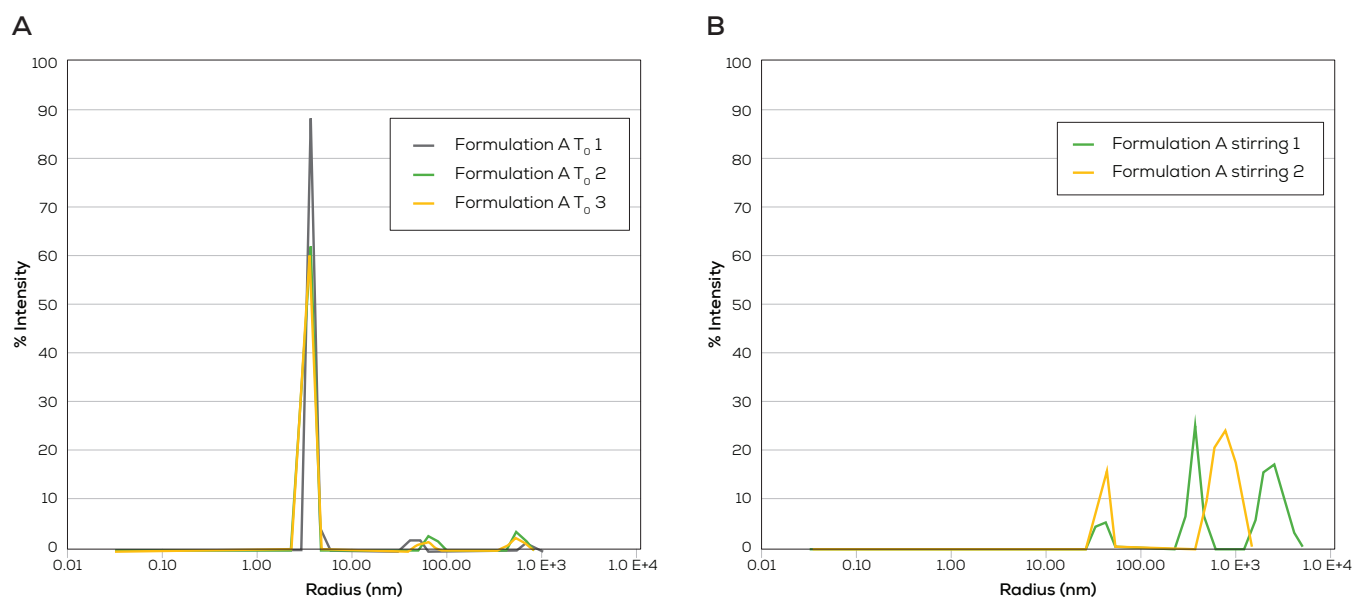 A
100
90
80
70
60
50
40
30
20
10
0
% Intensity
Formulation A T₀ 1
Formulation A T₀ 2
Formulation A T₀ 3
0.01
0.10
1.00
10.00
100.00
1.0 E+3
1.0 E+4
Radius (nm)
B
100
90
80
70
60
50
40
30
20
10
0
% Intensity
Formulation A stirring 1
Formulation A stirring 2
0.01
0.10
1.00
10.00
100.00
1.0 E+3
1.0 E+4
Radius (nm)